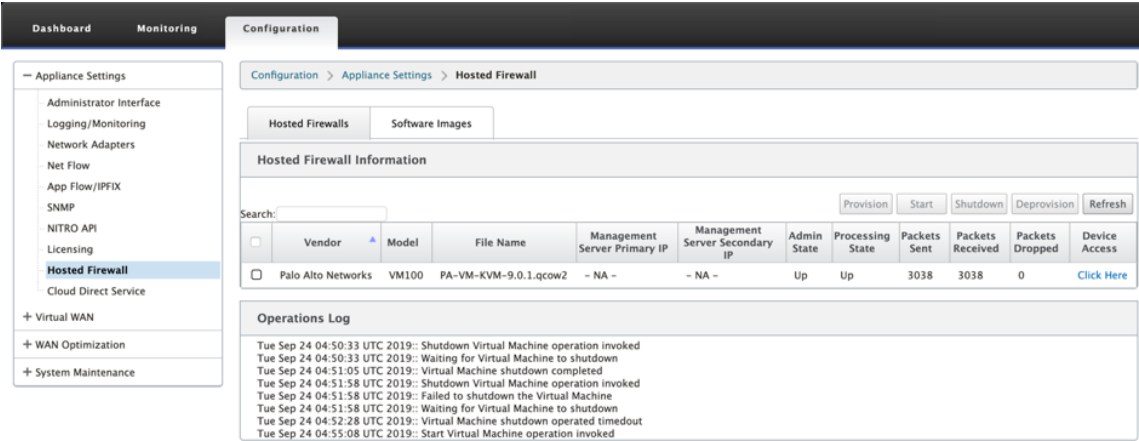 Dashboard Monitoring Configuration
− Appliance Settings
Administrator Interface
Logging/Monitoring
Network Adapters
Net Flow
App Flow/IPFIX
SNMP
NITRO API
Licensing
Hosted Firewall
Cloud Direct Service
+ Virtual WAN
+ WAN Optimization
+ System Maintenance
Configuration > Appliance Settings > Hosted Firewall
Hosted Firewalls Software Images
Hosted Firewall Information
Provision Start Shutdown Deprovision Refresh
Search:
Vendor Model File Name Management Server Primary IP Management Server Secondary IP Admin State Processing State Packets Sent Packets Received Packets Dropped Device Access
Palo Alto Networks VM100 PA-VM-KVM-9.0.1.qcow2 – NA – – NA – Up Up 3038 3038 0 Click Here
Operations Log
Tue Sep 24 04:50:33 UTC 2019:: Shutdown Virtual Machine operation invoked
Tue Sep 24 04:50:33 UTC 2019:: Waiting for Virtual Machine to shutdown
Tue Sep 24 04:51:05 UTC 2019:: Virtual Machine shutdown completed
Tue Sep 24 04:51:58 UTC 2019:: Shutdown Virtual Machine operation invoked
Tue Sep 24 04:51:58 UTC 2019:: Failed to shutdown the Virtual Machine
Tue Sep 24 04:51:58 UTC 2019:: Waiting for Virtual Machine to shutdown
Tue Sep 24 04:52:28 UTC 2019:: Virtual Machine shutdown operated timedout
Tue Sep 24 04:55:08 UTC 2019:: Start Virtual Machine operation invoked